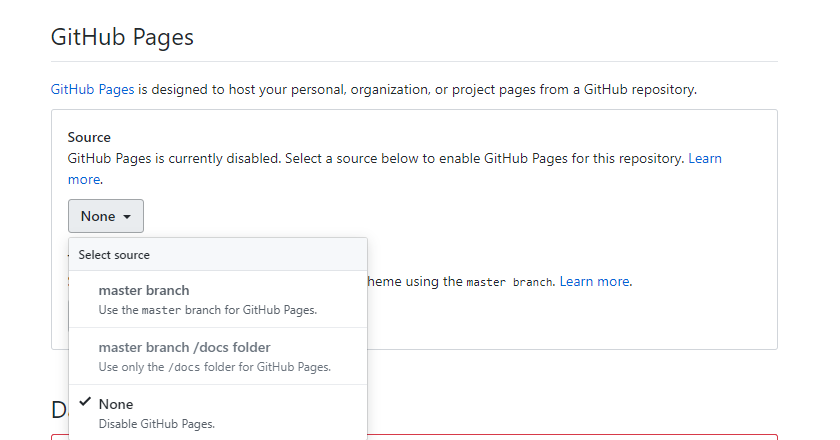 GitHub Pages
GitHub Pages is designed to host your personal, organization, or project pages from a GitHub repository.
Source
GitHub Pages is currently disabled. Select a source below to enable GitHub Pages for this repository. Learn
more.
None
Select source
heme using the master branch. Learn more.
master branch
Use the master branch for GitHub Pages.
master branch /docs folder
Use only the /docs folder for GitHub Pages.
None
Disable GitHub Pages.